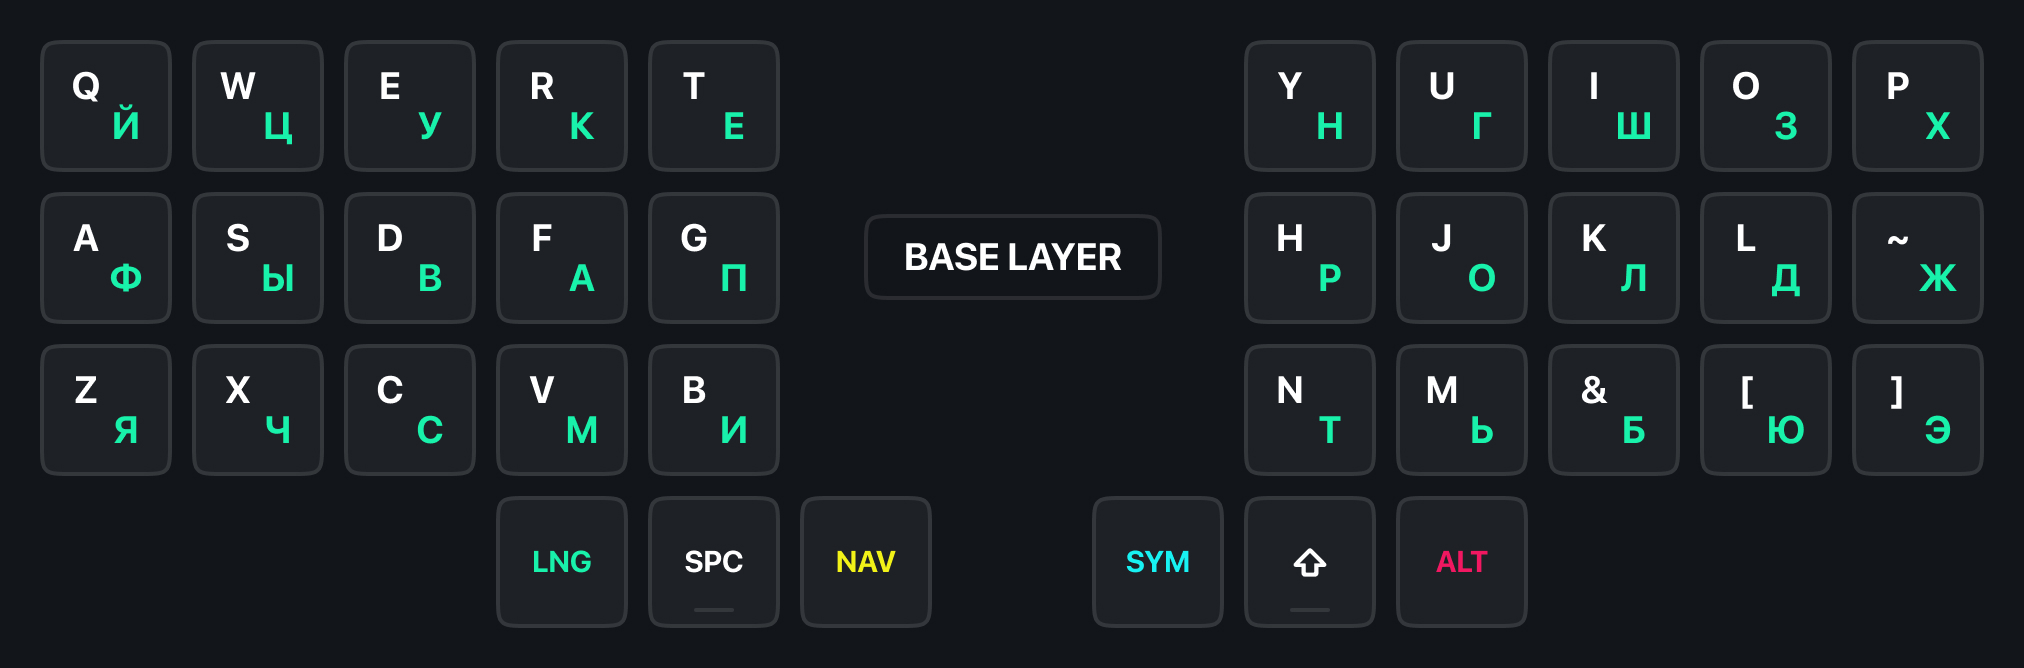 Q W E R T Y U I O P
Й Ц У К Е Н Г Ш З Х
A S D F G H J K L ~
Ф Ы В А П Р О Л Д Ж
BASE LAYER
Z X C V B N M & [ ]
Я Ч С М И Т Ь Б Ю Э
LNG SPC NAV SYM ALT